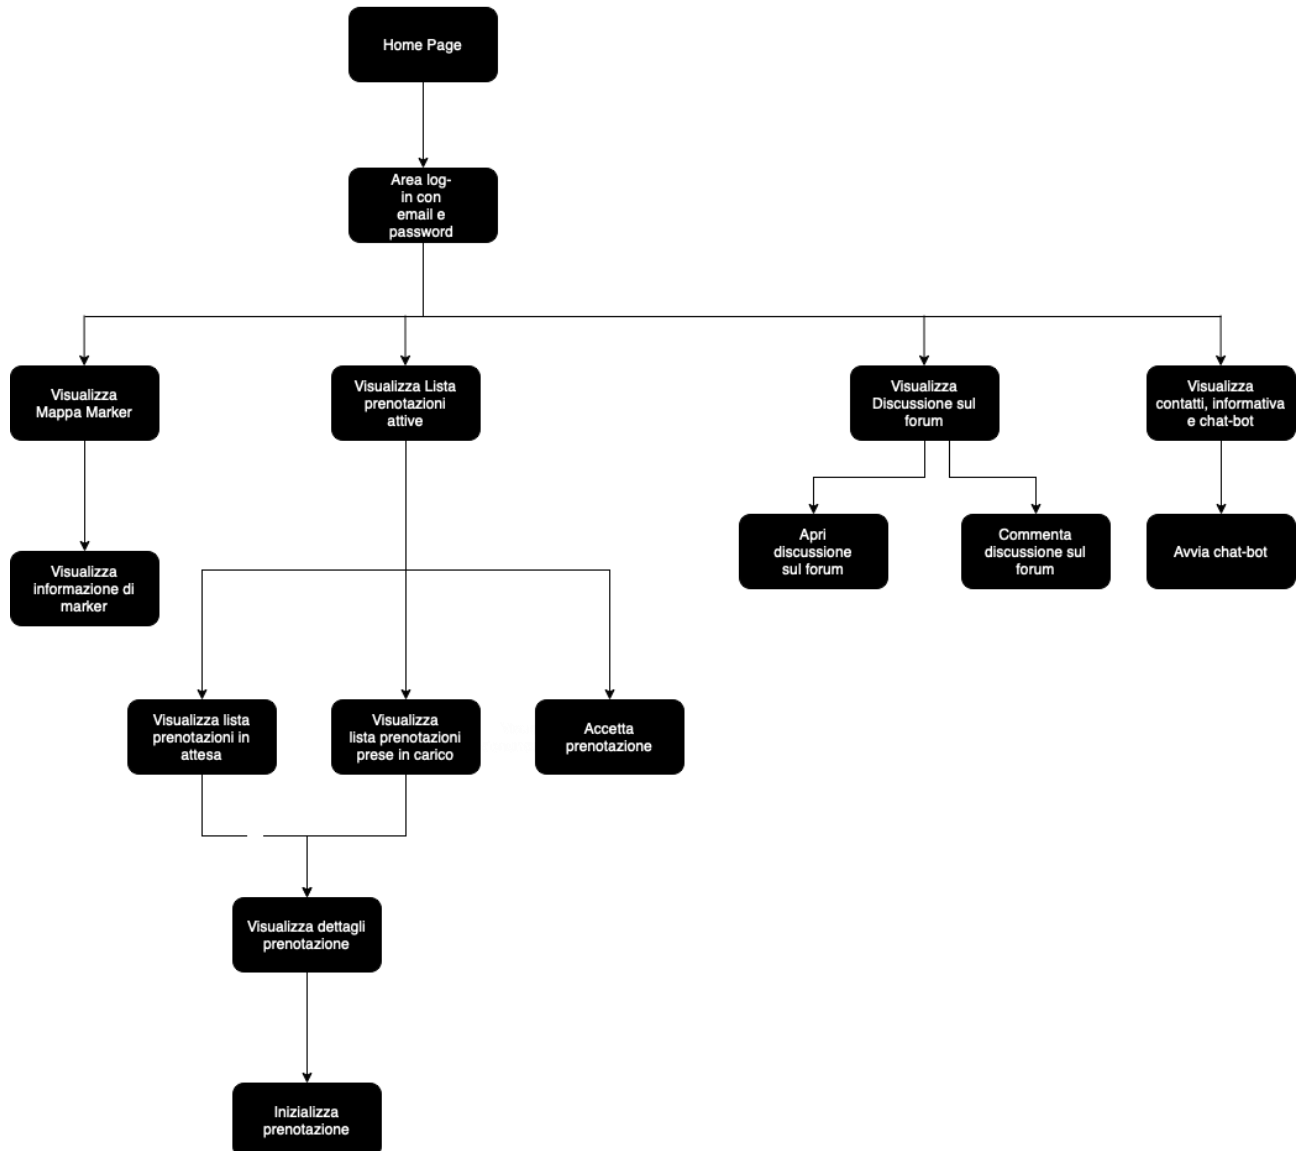 Home Page
Area log-
in con
email e
password
Visualizza
Mappa Marker
Visualizza Lista
prenotazioni
attive
Visualizza
Discussione sul
forum
Visualizza
contatti, informativa
e chat-bot
Apri
discussione
sul forum
Commenta
discussione sul
forum
Avvia chat-bot
Visualizza
informazione di
marker
Visualizza lista
prenotazioni in
attesa
Visualizza
lista prenotazioni
prese in carico
Accetta
prenotazione
Visualizza dettagli
prenotazione
Inizializza
prenotazione